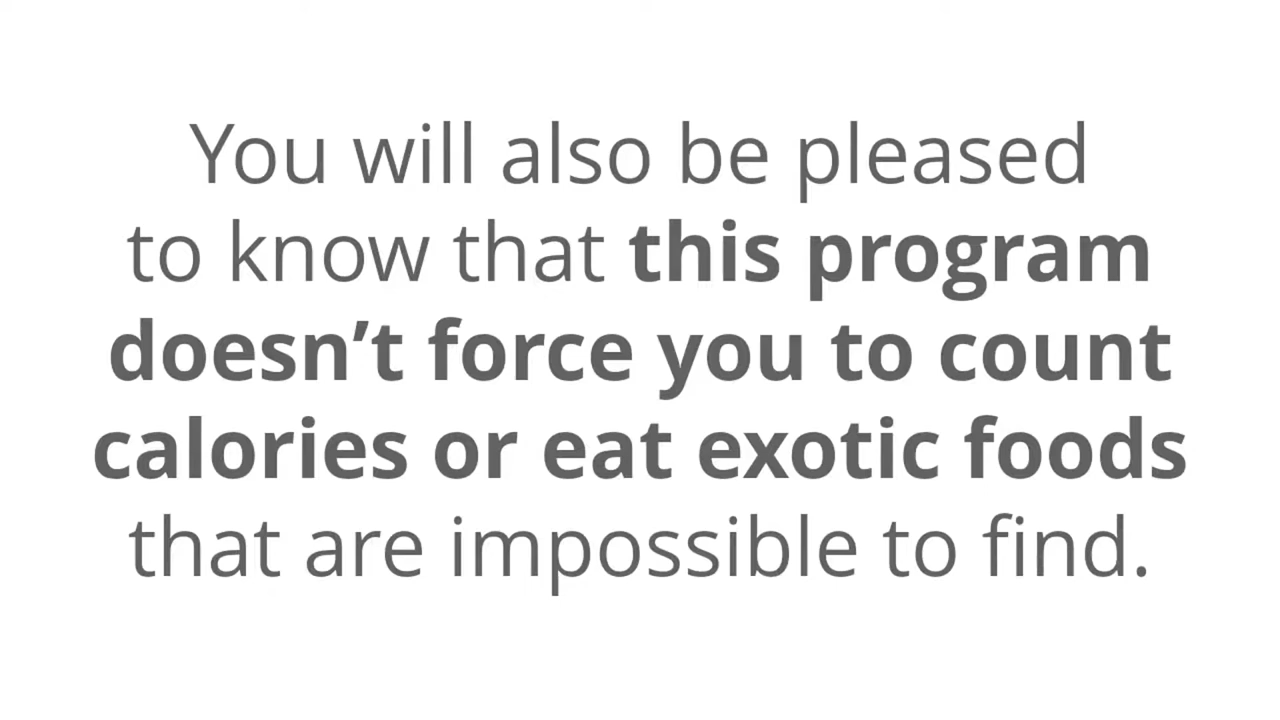 You will also be pleased
to know that this program
doesn’t force you to count
calories or eat exotic foods
that are impossible to find.